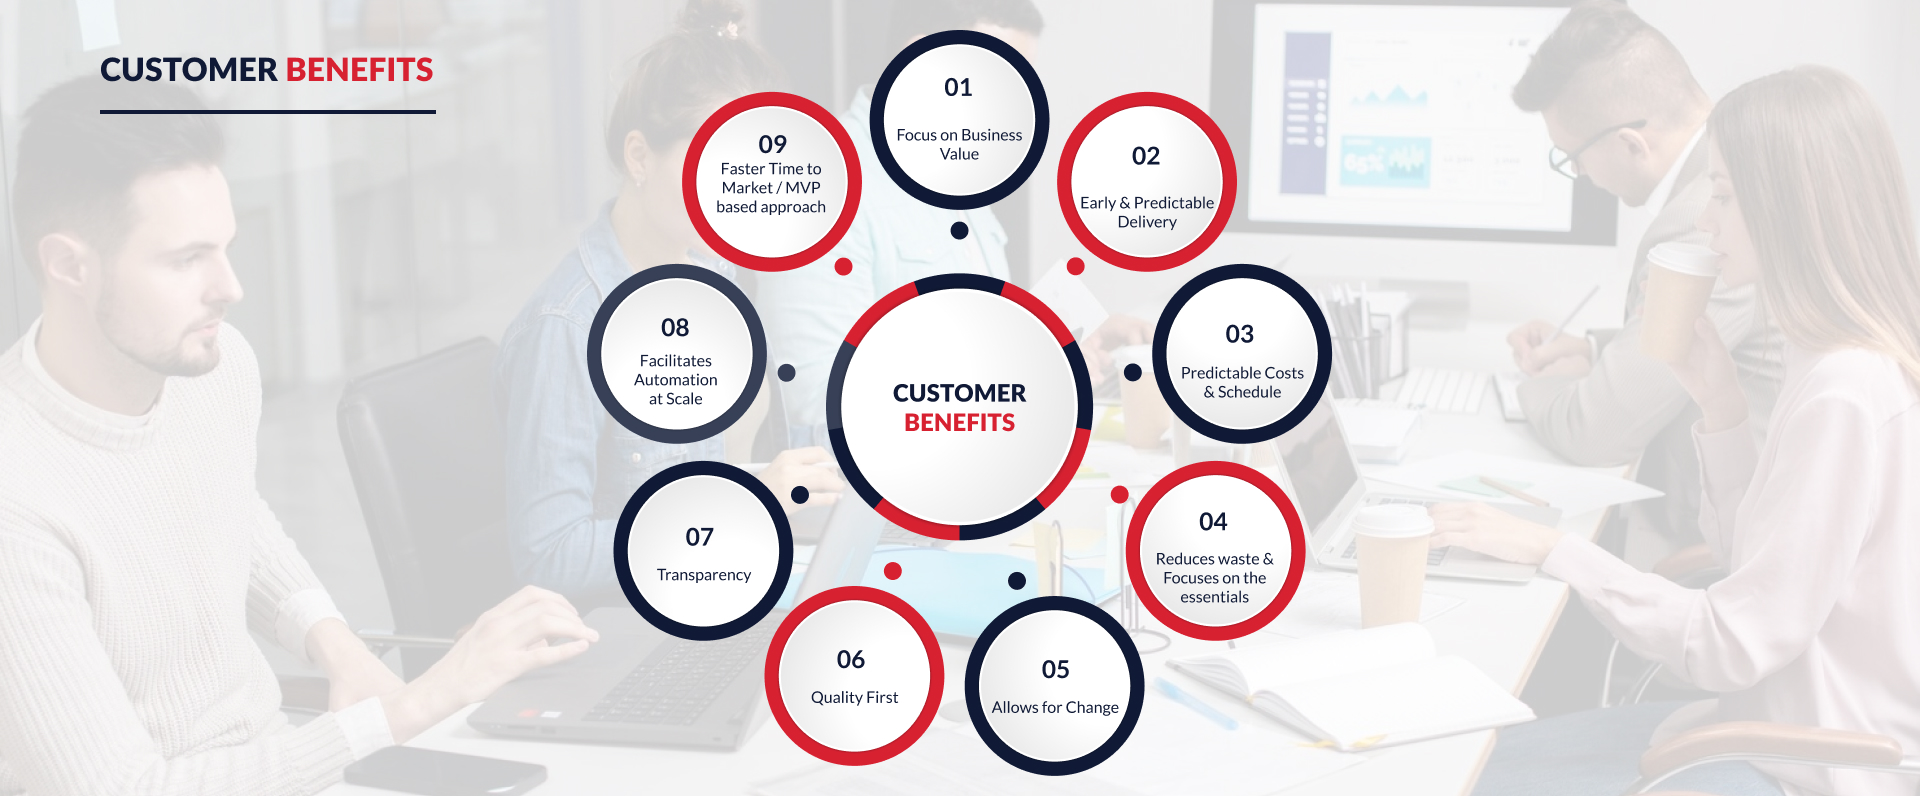 CUSTOMER BENEFITS
01
Focus on Business
Value
02
Early & Predictable
Delivery
03
Predictable Costs
& Schedule
04
Reduces waste &
Focuses on the
essentials
05
Allows for Change
06
Quality First
07
Transparency
08
Facilitates
Automation
at Scale
09
Faster Time to
Market / MVP
based approach
CUSTOMER
BENEFITS
65%